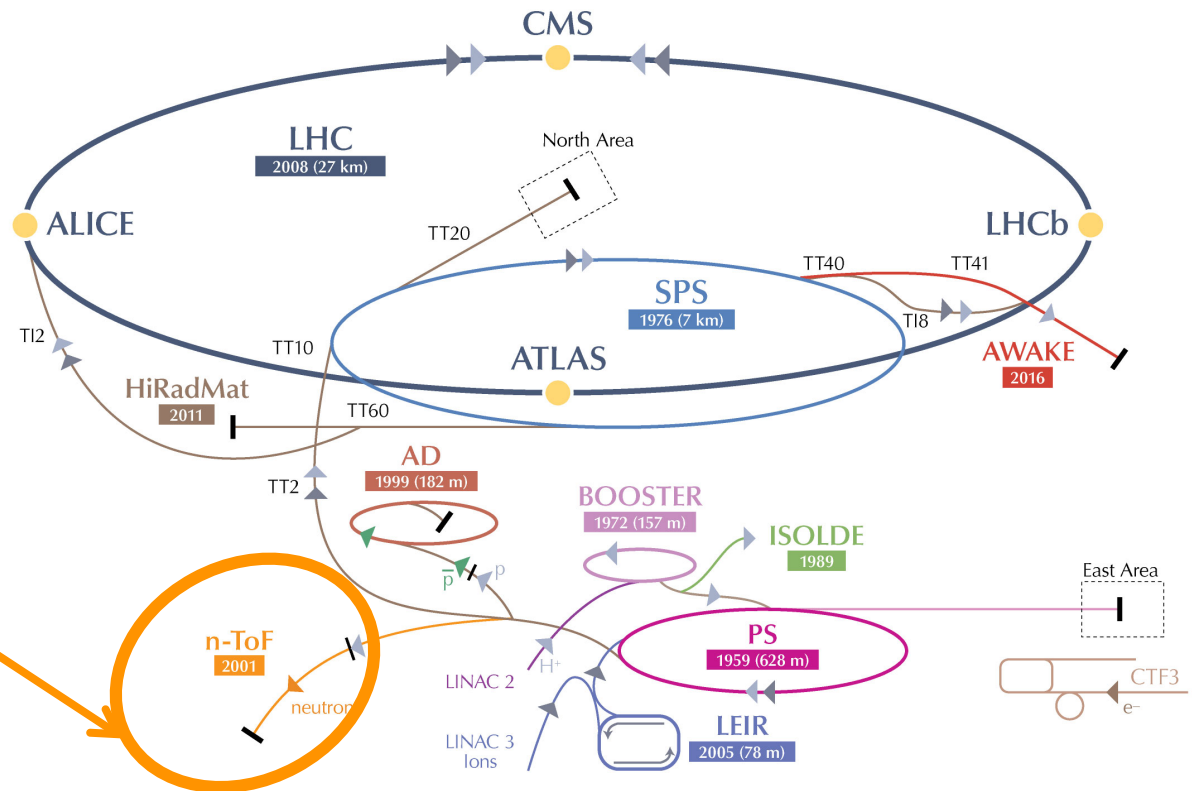 CMS
LHC
2008 (27 km)
North Area
ALICE
LHCb
TT20
TT40
TT41
SPS
1976 (7 km)
TI2
TI8
TT10
ATLAS
AWAKE
2016
HiRadMat
2011
TT60
AD
1999 (182 m)
TT2
BOOSTER
1972 (157 m)
ISOLDE
1989
p̅
p
East Area
n-ToF
2001
PS
1959 (628 m)
H⁺
LINAC 2
neutron
CTF3
e⁻
LEIR
2005 (78 m)
LINAC 3
Ions